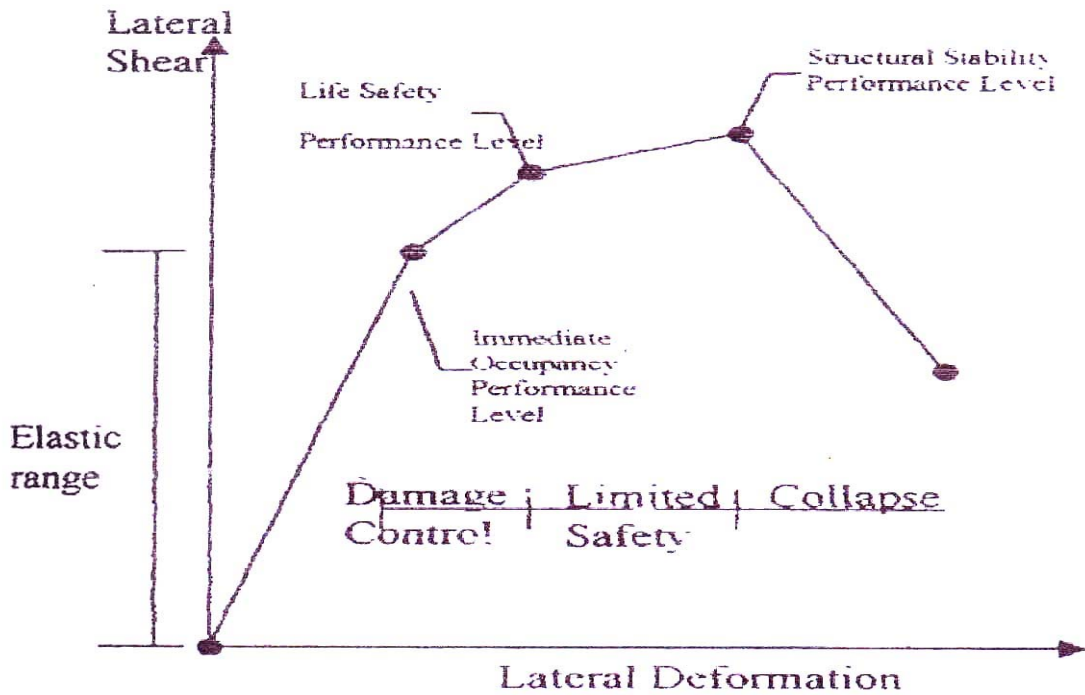 Lateral
Shear
Structural Stability
Performance Level
Life Safety
Performance Level
Immediate
Occupancy
Performance
Level
Elastic
range
Damage
Control
Limited
Safety
Collapse
Lateral Deformation